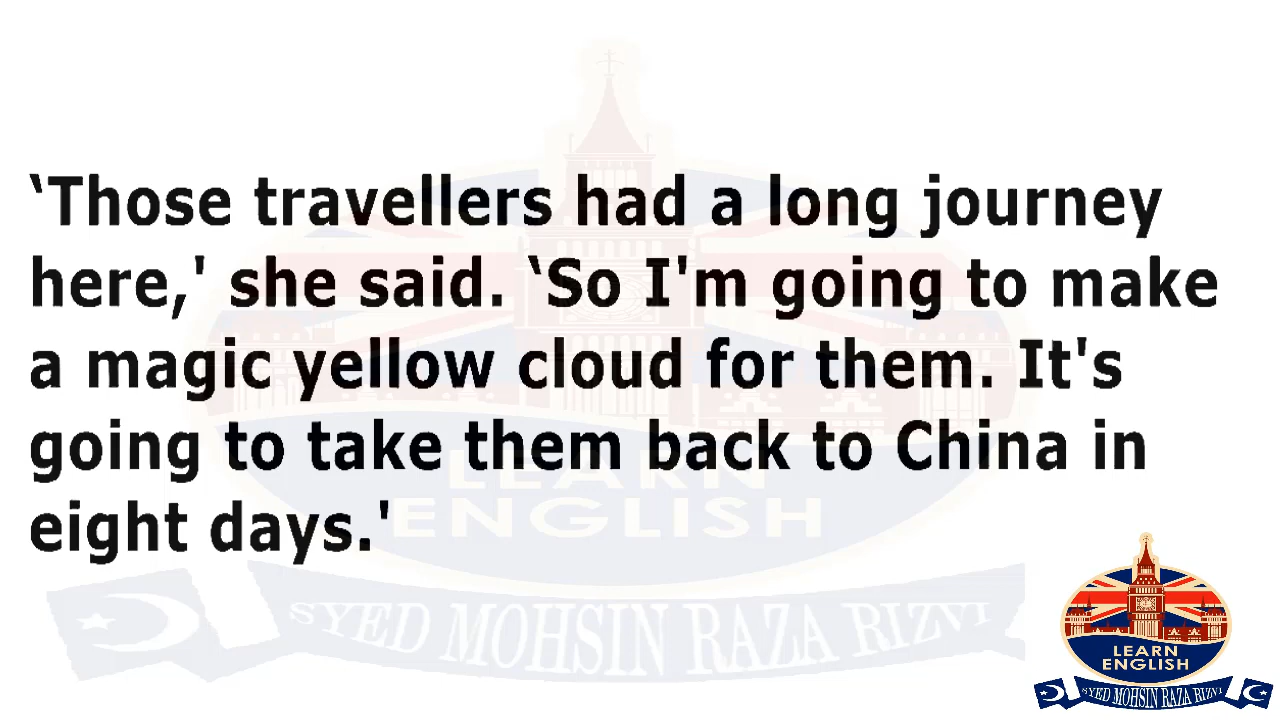 ‘Those travellers had a long journey
here,' she said. ‘So I'm going to make
a magic yellow cloud for them. It's
going to take them back to China in
eight days.'
LEARN
ENGLISH
SYED MOHSIN RAZA RIZVI
LEARN
ENGLISH
SYED MOHSIN RAZA RIZVI